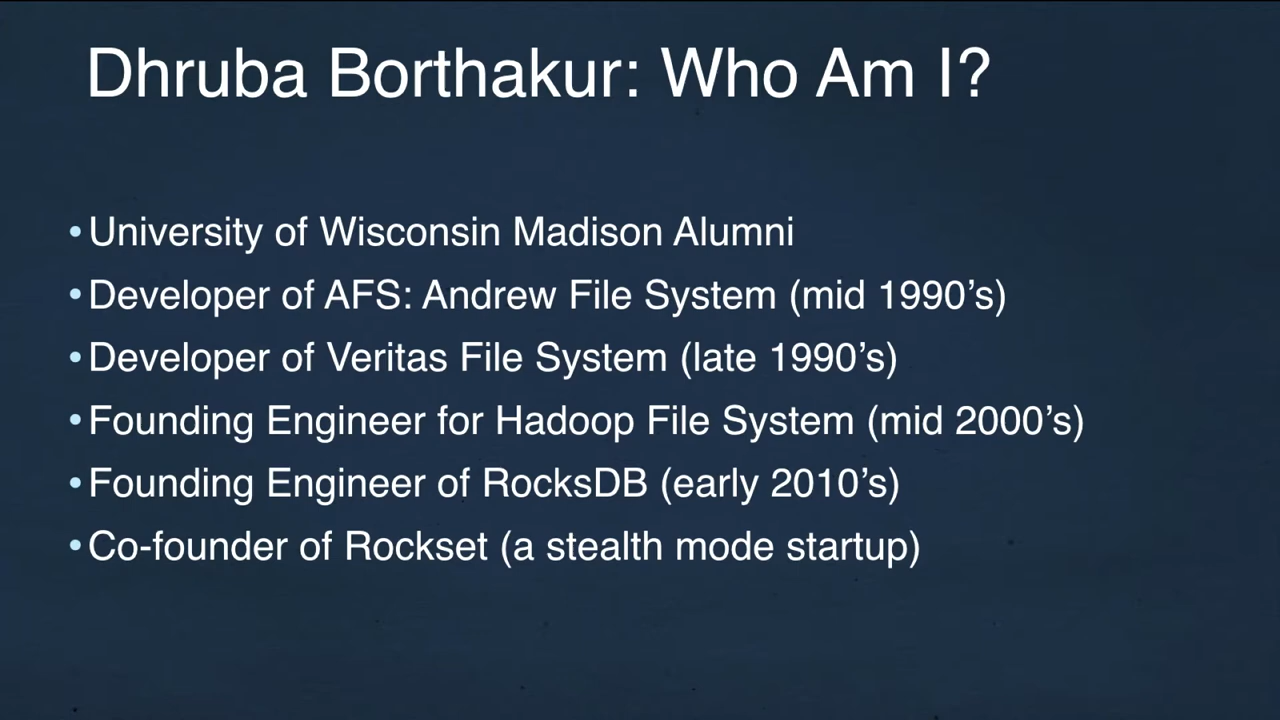 Dhruba Borthakur: Who Am I?
•University of Wisconsin Madison Alumni
•Developer of AFS: Andrew File System (mid 1990’s)
•Developer of Veritas File System (late 1990’s)
•Founding Engineer for Hadoop File System (mid 2000’s)
•Founding Engineer of RocksDB (early 2010’s)
•Co-founder of Rockset (a stealth mode startup)